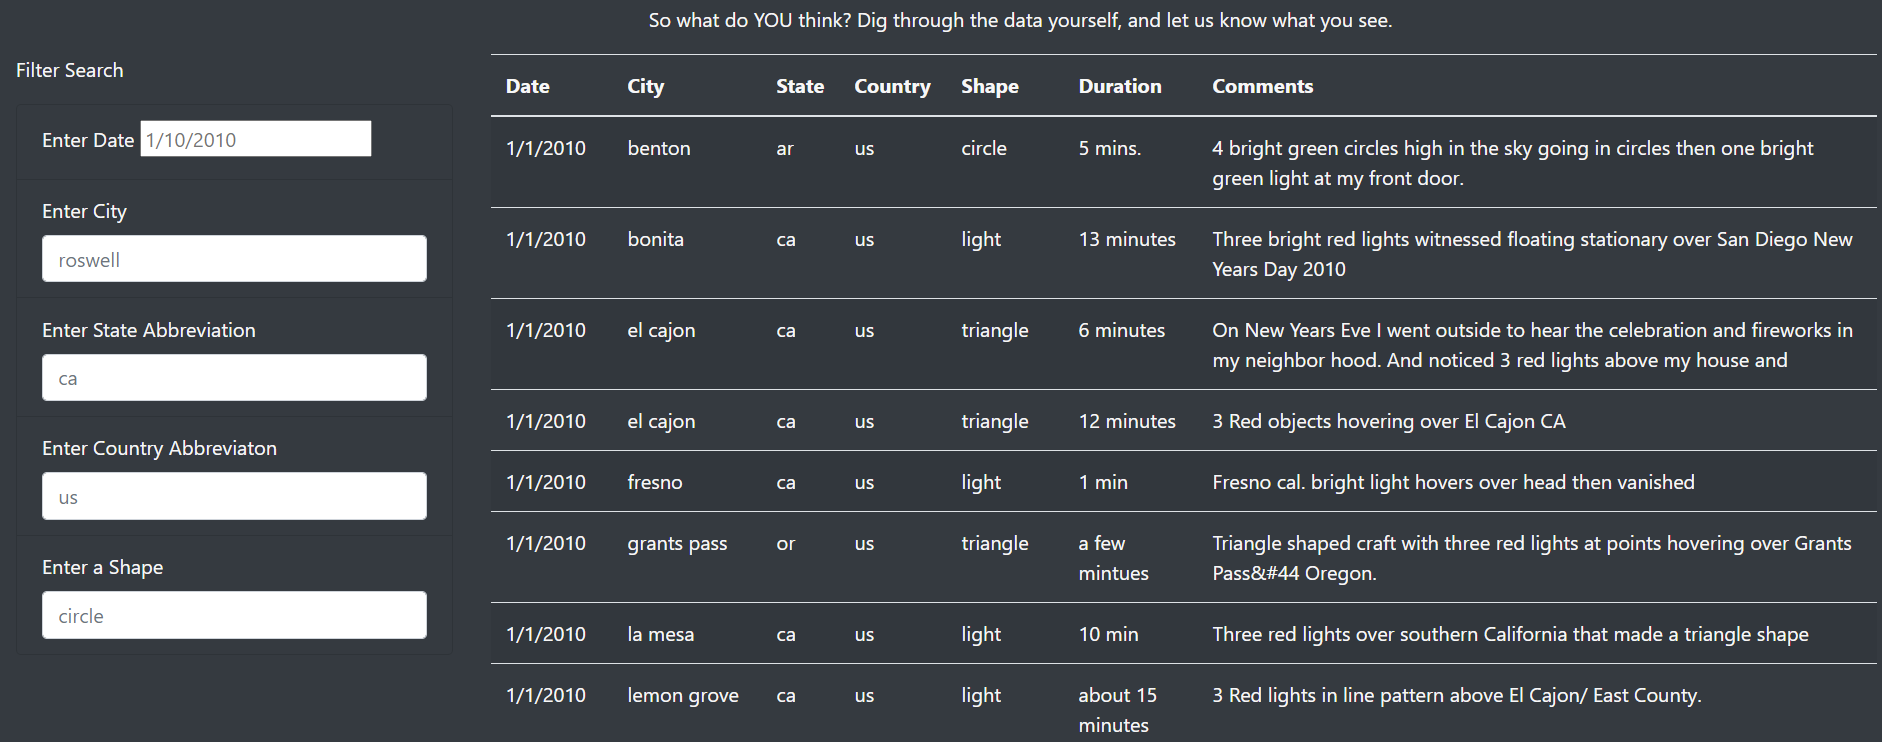 So what do YOU think? Dig through the data yourself, and let us know what you see.
Filter Search
Enter Date 1/10/2010
Enter City
roswell
Enter State Abbreviation
ca
Enter Country Abbreviaton
us
Enter a Shape
circle
Date City State Country Shape Duration Comments
1/1/2010 benton ar us circle 5 mins. 4 bright green circles high in the sky going in circles then one bright
green light at my front door.
1/1/2010 bonita ca us light 13 minutes Three bright red lights witnessed floating stationary over San Diego New
Years Day 2010
1/1/2010 el cajon ca us triangle 6 minutes On New Years Eve I went outside to hear the celebration and fireworks in
my neighbor hood. And noticed 3 red lights above my house and
1/1/2010 el cajon ca us triangle 12 minutes 3 Red objects hovering over El Cajon CA
1/1/2010 fresno ca us light 1 min Fresno cal. bright light hovers over head then vanished
1/1/2010 grants pass or us triangle a few Triangle shaped craft with three red lights at points hovering over Grants
mintues Pass&#44 Oregon.
1/1/2010 la mesa ca us light 10 min Three red lights over southern California that made a triangle shape
1/1/2010 lemon grove ca us light about 15 3 Red lights in line pattern above El Cajon/ East County.
minutes